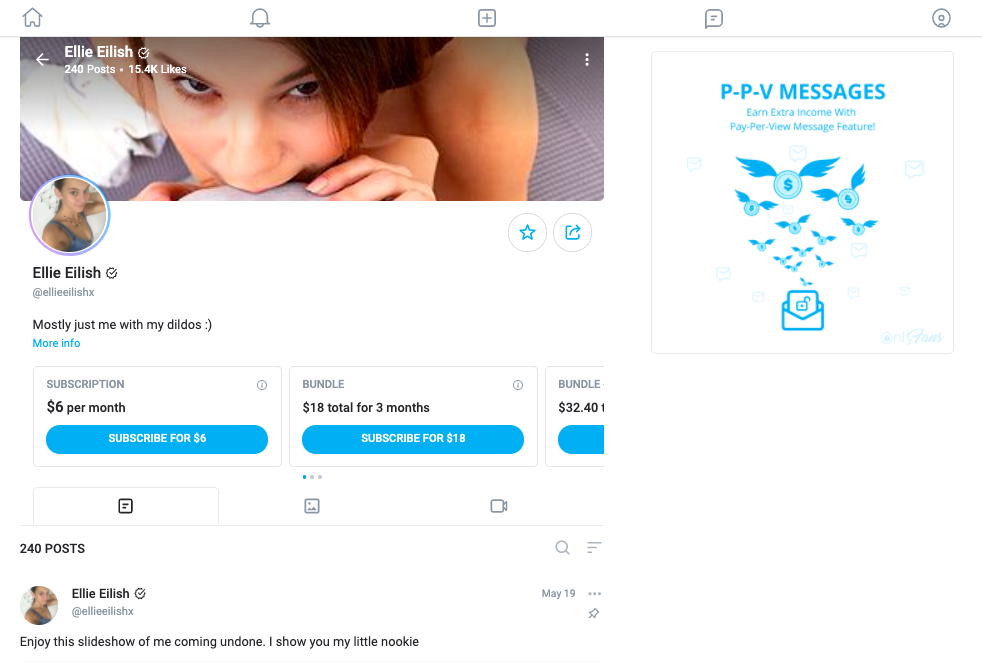 Ellie Eilish
240 Posts • 15.4K Likes
P-P-V MESSAGES
Earn Extra Income With
Pay-Per-View Message Feature!
OnlyFans
Ellie Eilish
@ellieeilishx
Mostly just me with my dildos :)
More info
SUBSCRIPTION
$6 per month
SUBSCRIBE FOR $6
BUNDLE
$18 total for 3 months
SUBSCRIBE FOR $18
BUNDLE
$32.40 t
240 POSTS
Ellie Eilish
May 19
@ellieeilishx
Enjoy this slideshow of me coming undone. I show you my little nookie